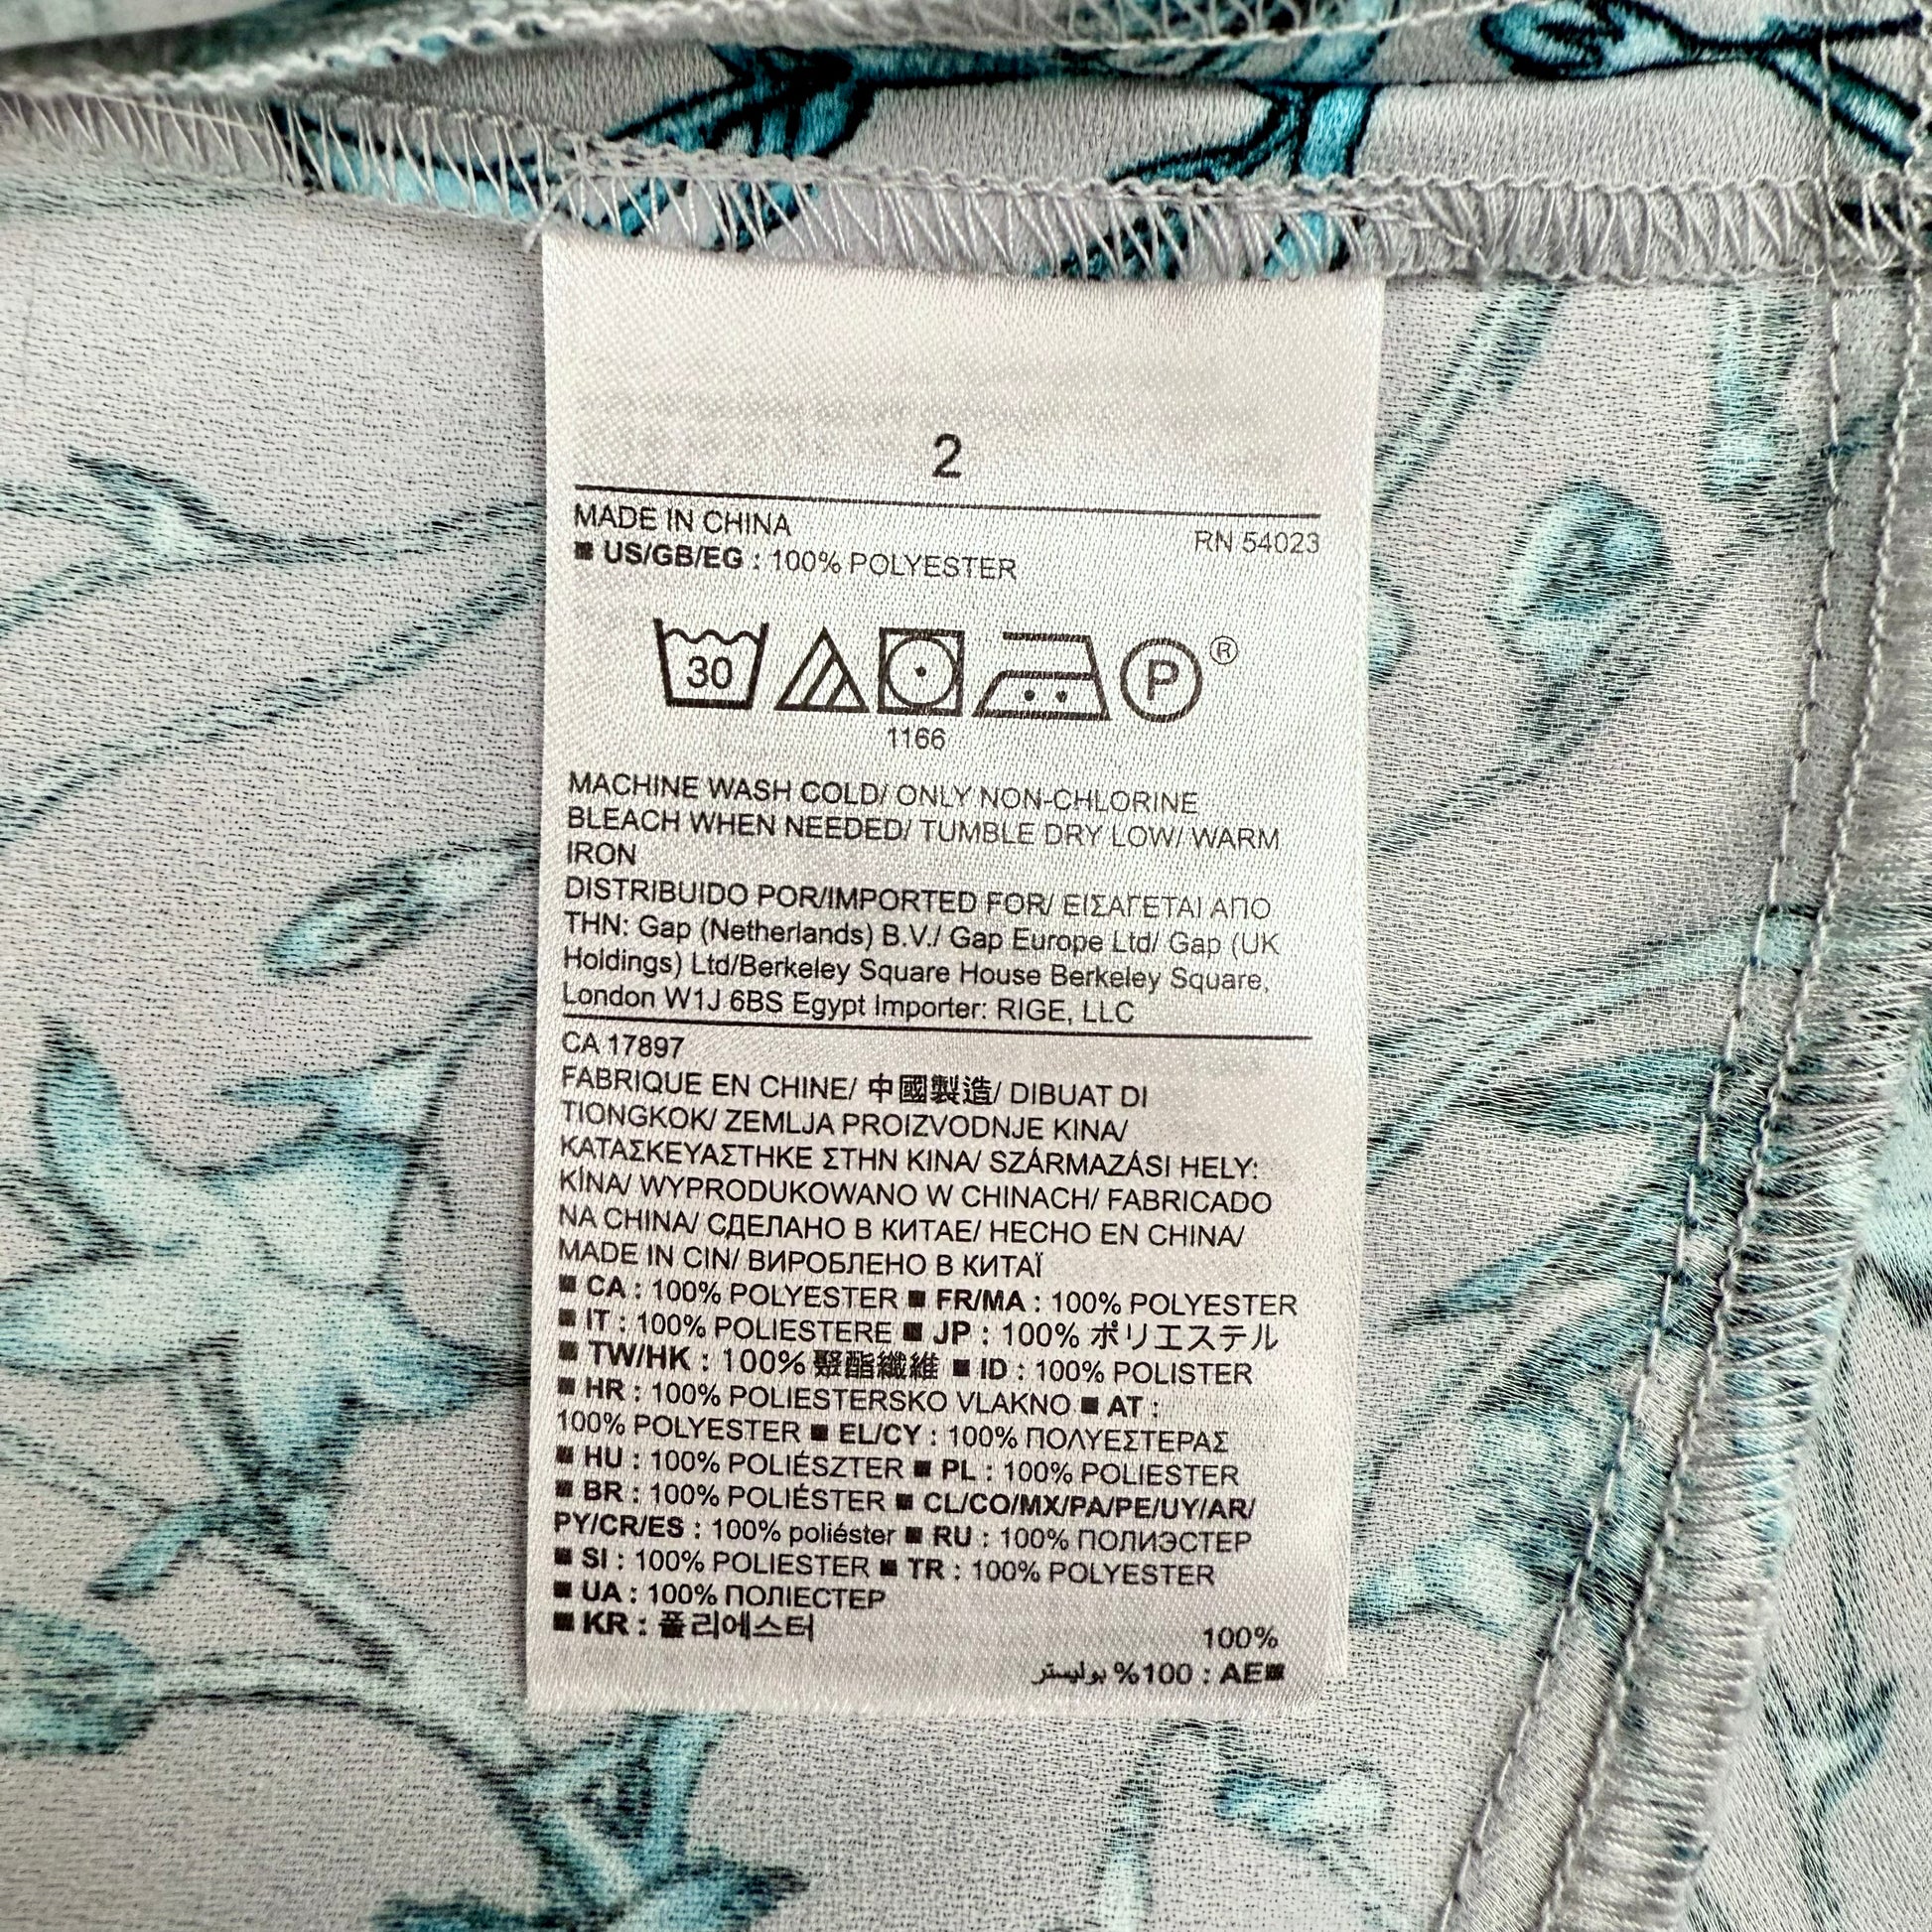 2
MADE IN CHINA
RN 54023
■ US/GB/EG : 100% POLYESTER
30
P ®
1166
MACHINE WASH COLD/ ONLY NON-CHLORINE
BLEACH WHEN NEEDED/ TUMBLE DRY LOW/ WARM
IRON
DISTRIBUIDO POR/IMPORTED FOR/ ΕΙΣΑΓΕΤΑΙ ΑΠΟ
ΤΗΝ: Gap (Netherlands) B.V./ Gap Europe Ltd/ Gap (UK
Holdings) Ltd/Berkeley Square House Berkeley Square,
London W1J 6BS Egypt Importer: RIGE, LLC
CA 17897
FABRIQUE EN CHINE/ 中國製造/ DIBUAT DI
TIONGKOK/ ZEMLJA PROIZVODNJE KINA/
ΚΑΤΑΣΚΕΥΑΣΤΗΚΕ ΣΤΗΝ ΚΙΝΑ/ SZÁRMAZÁSI HELY:
KÍNA/ WYPRODUKOWANO W CHINACH/ FABRICADO
NA CHINA/ СДЕЛАНО В КИТАЕ/ HECHO EN CHINA/
MADE IN CIN/ ВИРОБЛЕНО В КИТАЇ
■ CA : 100% POLYESTER ■ FR/MA : 100% POLYESTER
■ IT : 100% POLIESTERE ■ JP : 100% ポリエステル
■ TW/HK : 100% 聚酯纖維 ■ ID : 100% POLISTER
■ HR : 100% POLIESTERSKO VLAKNO ■ AT :
100% POLYESTER ■ EL/CY : 100% ΠΟΛΥΕΣΤΕΡΑΣ
■ HU : 100% POLIÉSZTER ■ PL : 100% POLIESTER
■ BR : 100% POLIÉSTER ■ CL/CO/MX/PA/PE/UY/AR/
PY/CR/ES : 100% poliéster ■ RU : 100% ПОЛИЭСТЕР
■ SI : 100% POLIESTER ■ TR : 100% POLYESTER
■ UA : 100% ПОЛІЕСТЕР
■ KR : 폴리에스터 100%
■AE : 100% بوليستر